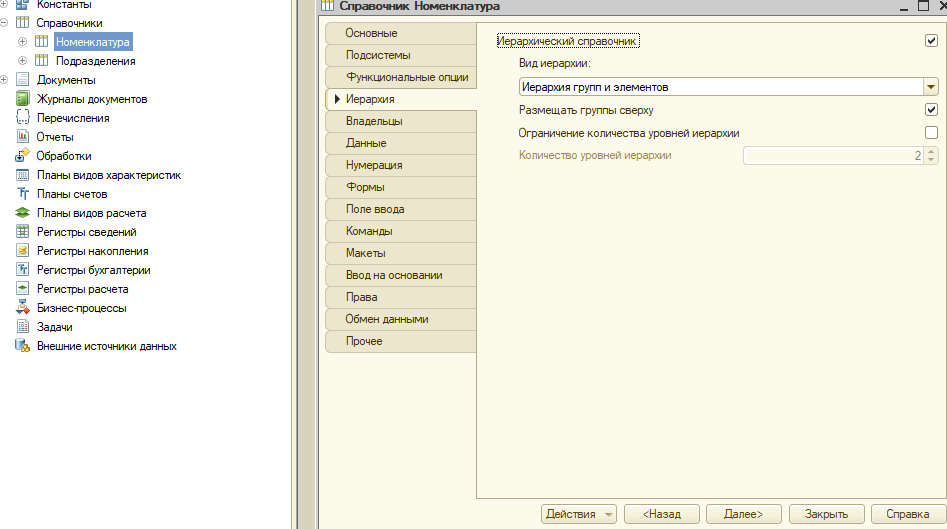 Константы
Справочники
Номенклатура
Подразделения
Документы
Журналы документов
Перечисления
Отчеты
Обработки
Планы видов характеристик
Планы счетов
Планы видов расчета
Регистры сведений
Регистры накопления
Регистры бухгалтерии
Регистры расчета
Бизнес-процессы
Задачи
Внешние источники данных
Справочник Номенклатура
Основные
Подсистемы
Функциональные опции
Иерархия
Владельцы
Данные
Нумерация
Формы
Поле ввода
Команды
Макеты
Ввод на основании
Права
Обмен данными
Прочее
Иерархический справочник
Вид иерархии:
Иерархия групп и элементов
Размещать группы сверху
Ограничение количества уровней иерархии
Количество уровней иерархии 2
Действия <Назад Далее> Закрыть Справка